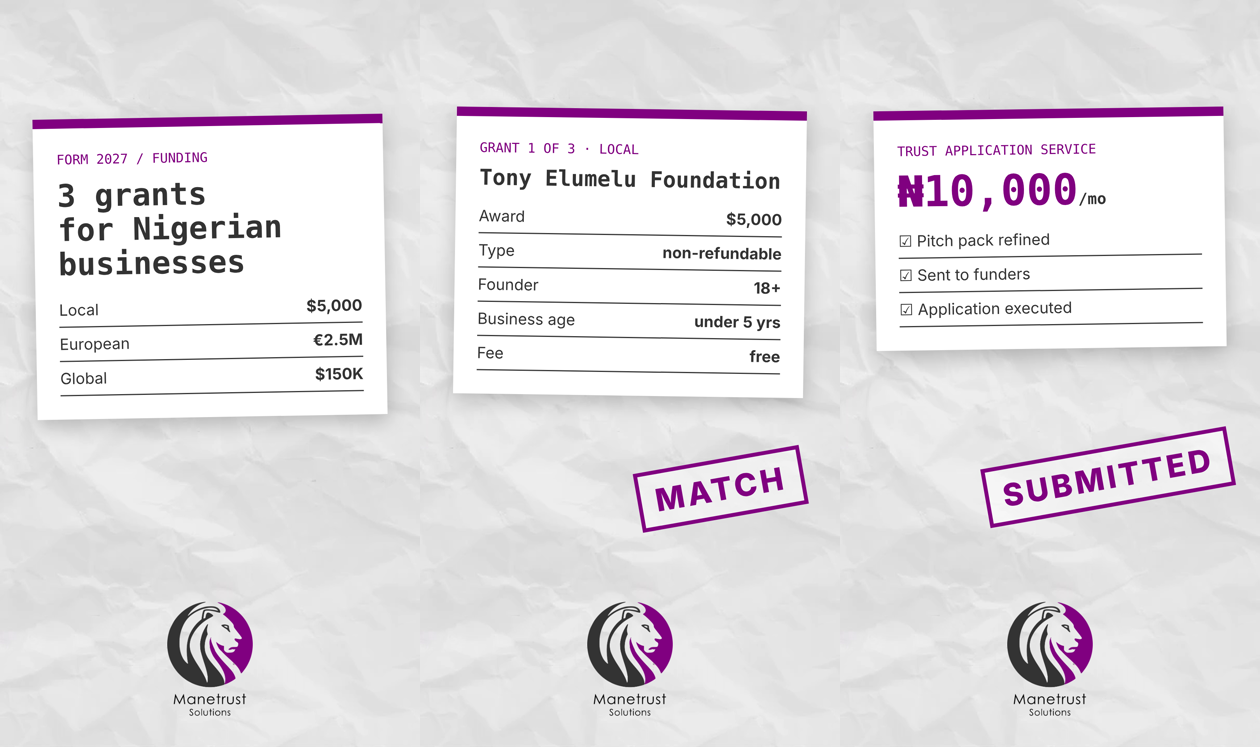 FORM 2027 / FUNDING
3 grants
for Nigerian
businesses
Local $5,000
European €2.5M
Global $150K
Manetrust
Solutions
GRANT 1 OF 3 · LOCAL
Tony Elumelu Foundation
Award $5,000
Type non-refundable
Founder 18+
Business age under 5 yrs
Fee free
MATCH
Manetrust
Solutions
TRUST APPLICATION SERVICE
₦10,000/mo
☑ Pitch pack refined
☑ Sent to funders
☑ Application executed
SUBMITTED
Manetrust
Solutions